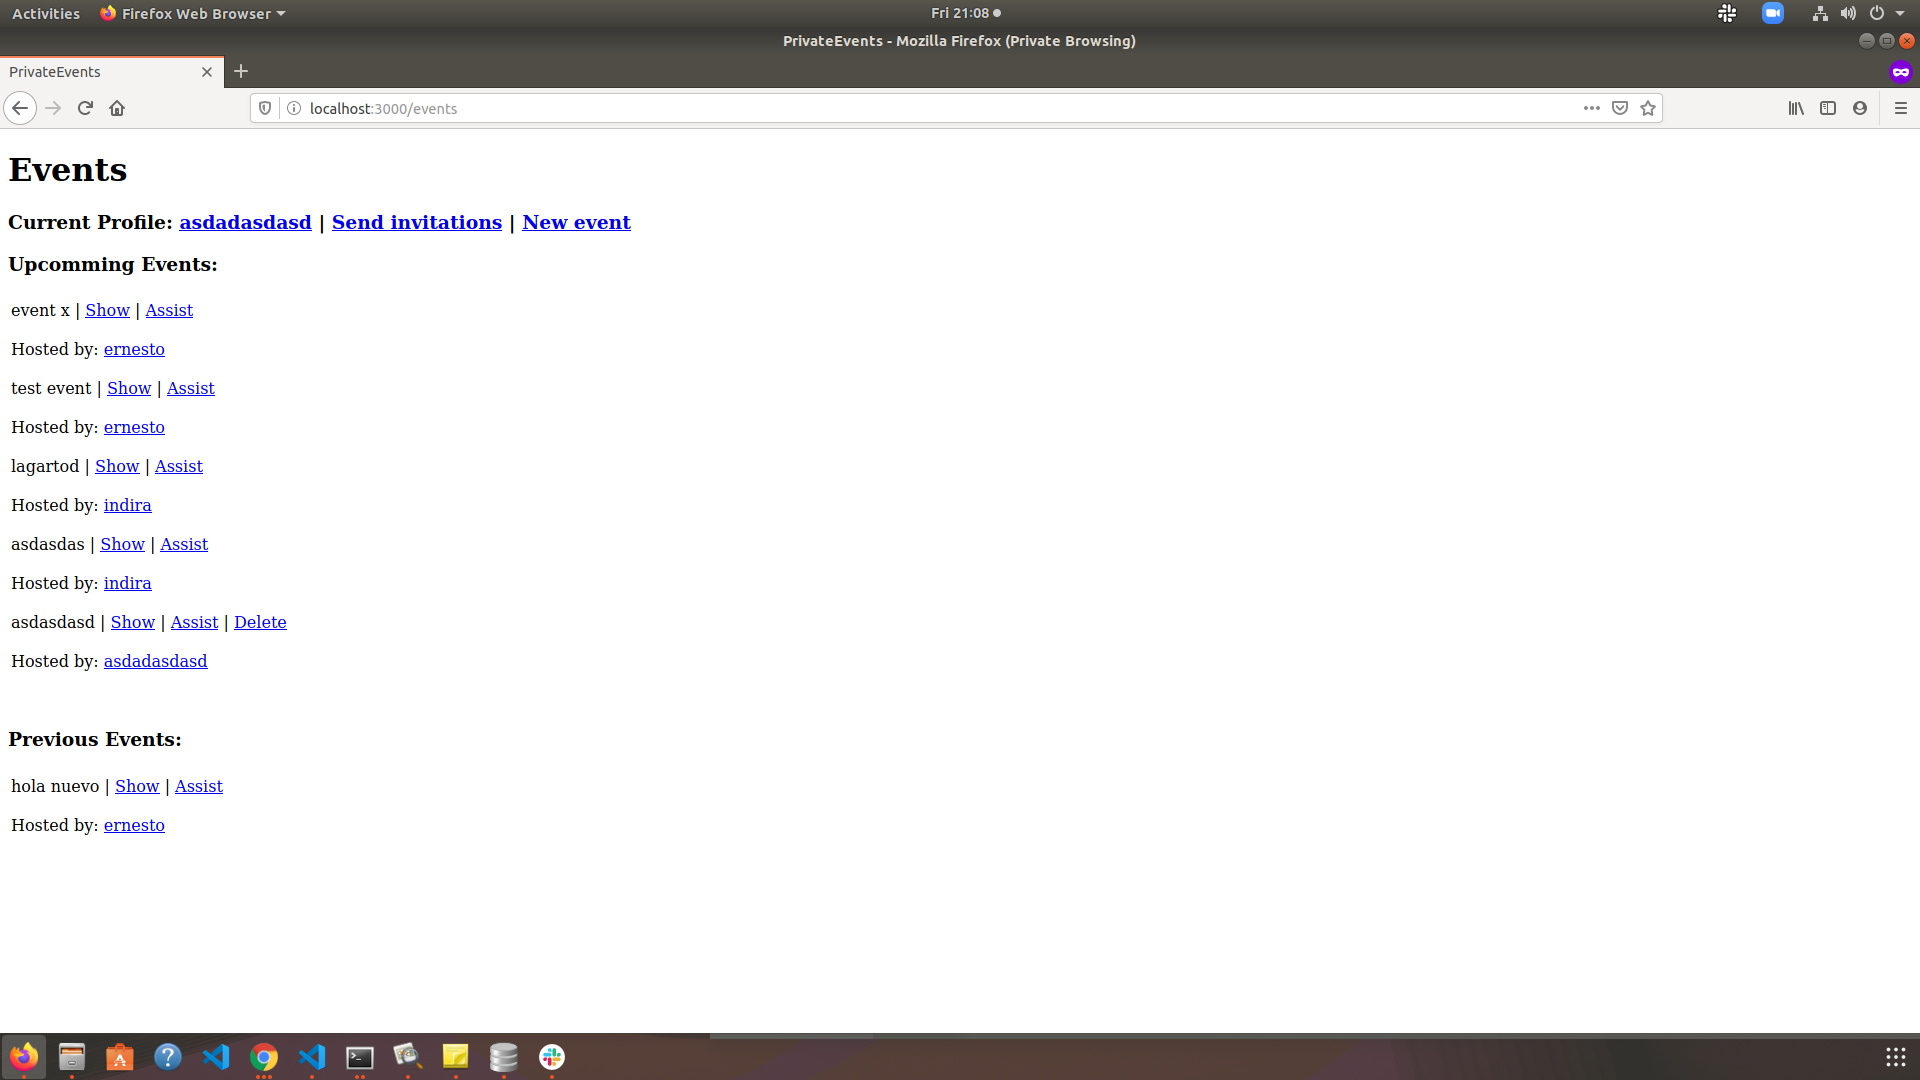 Activities Firefox Web Browser Fri 21:08
PrivateEvents - Mozilla Firefox (Private Browsing)
PrivateEvents
localhost:3000/events
Events
Current Profile: asdadasdasd | Send invitations | New event
Upcomming Events:
event x | Show | Assist
Hosted by: ernesto
test event | Show | Assist
Hosted by: ernesto
lagartod | Show | Assist
Hosted by: indira
asdasdas | Show | Assist
Hosted by: indira
asdasdasd | Show | Assist | Delete
Hosted by: asdadasdasd
Previous Events:
hola nuevo | Show | Assist
Hosted by: ernesto